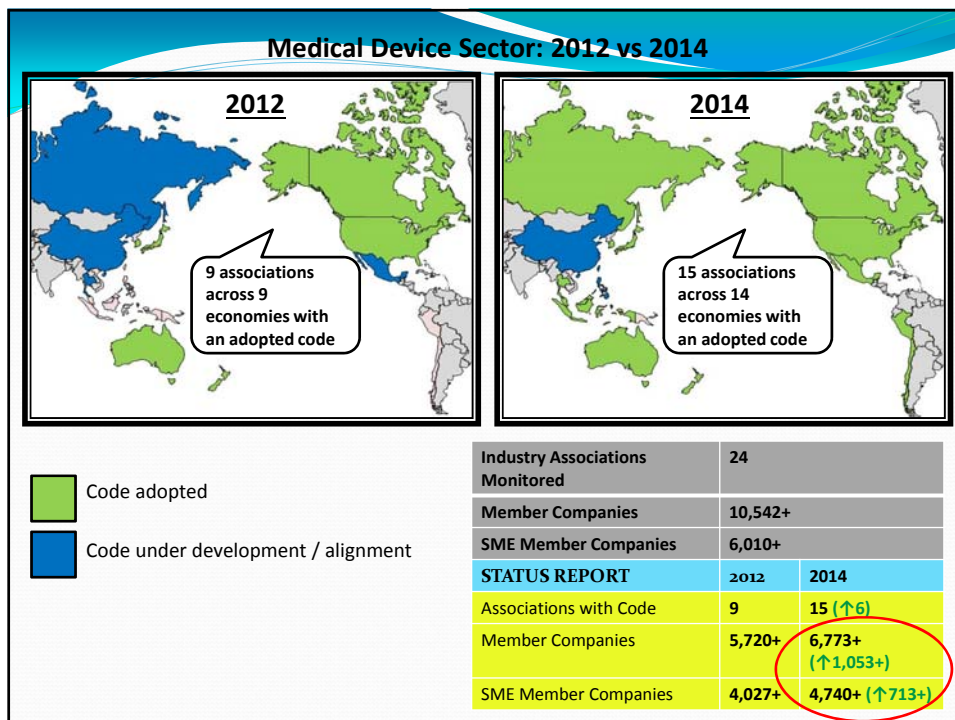 Medical Device Sector: 2012 vs 2014
2012
9 associations
across 9
economies with
an adopted code
2014
15 associations
across 14
economies with
an adopted code
Code adopted
Code under development / alignment
Industry Associations
Monitored
24
Member Companies
10,542+
SME Member Companies
6,010+
STATUS REPORT
2012
2014
Associations with Code
9
15 (↑6)
Member Companies
5,720+
6,773+
(↑1,053+)
SME Member Companies
4,027+
4,740+ (↑713+)